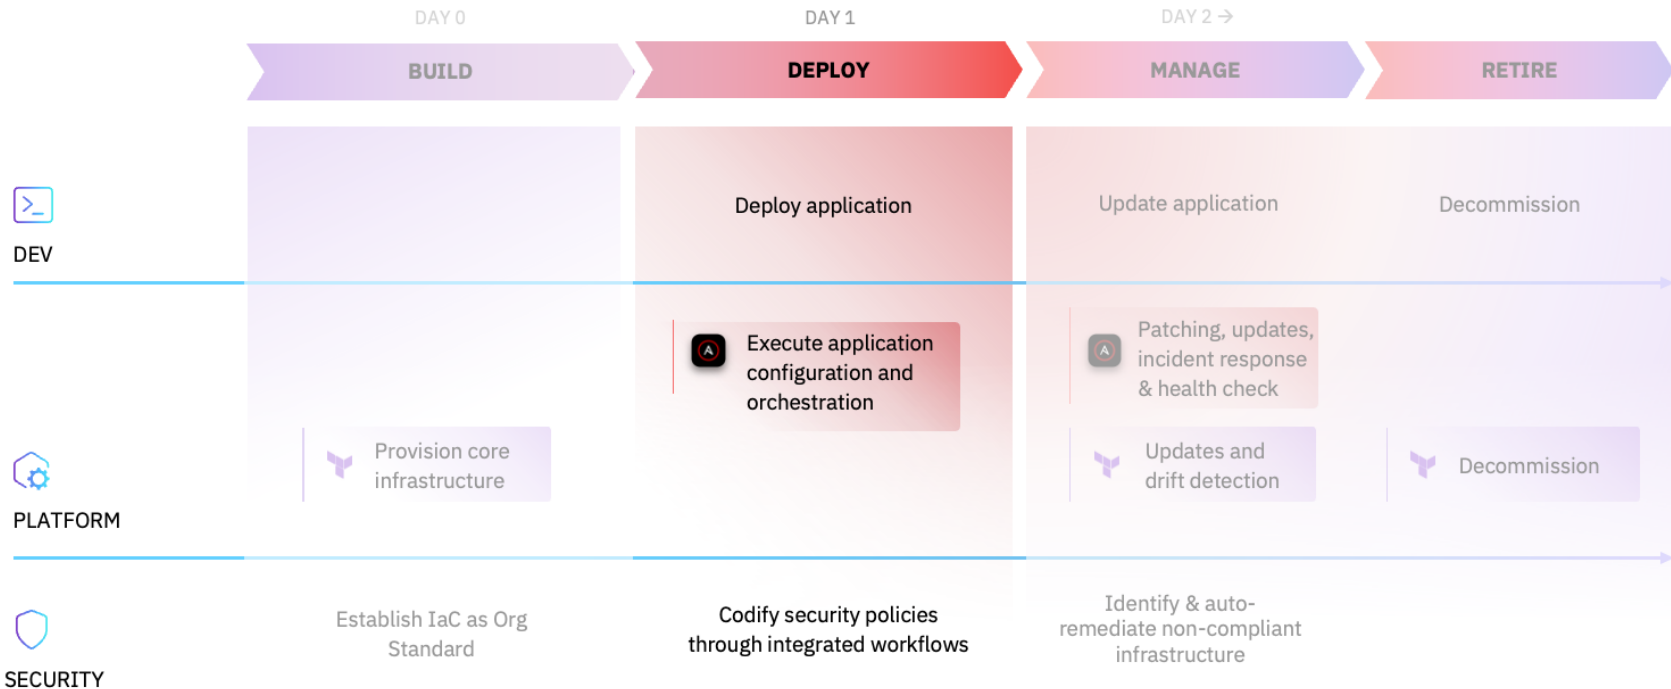 DAY 0
DAY 1
DAY 2 →
BUILD
DEPLOY
MANAGE
RETIRE
DEV
Deploy application
Update application
Decommission
PLATFORM
Provision core
infrastructure
Execute application
configuration and
orchestration
Patching, updates,
incident response
& health check
Updates and
drift detection
Decommission
SECURITY
Establish IaC as Org
Standard
Codify security policies
through integrated workflows
Identify & auto-
remediate non-compliant
infrastructure